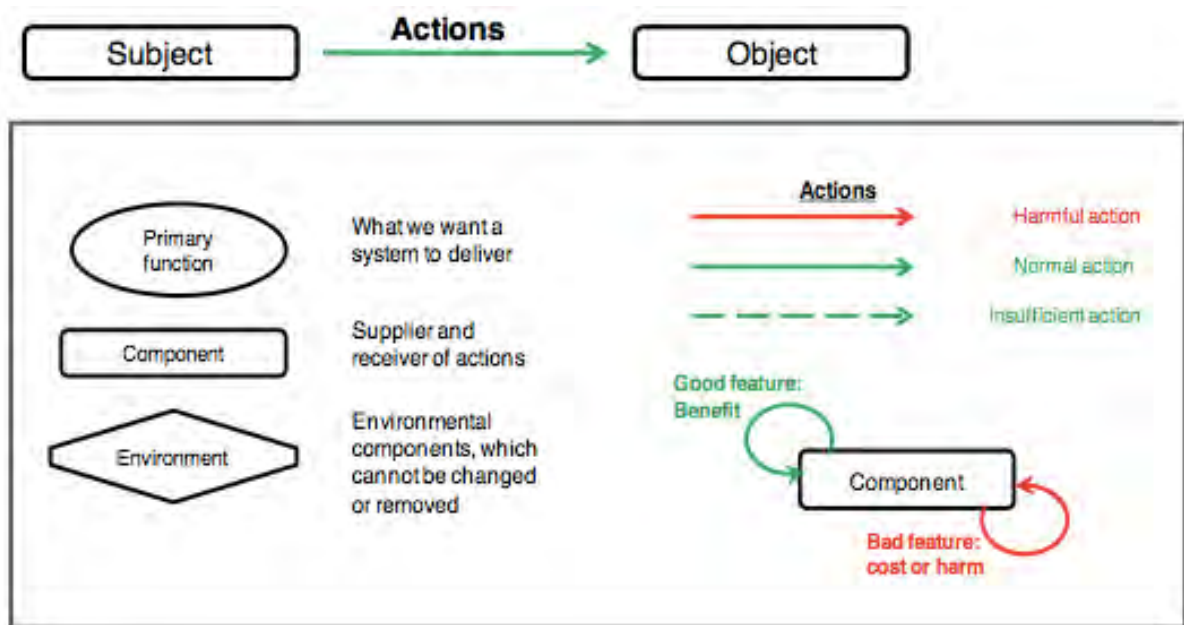 Subject
Actions
Object
Primary
function
What we want a
system to deliver
Component
Supplier and
receiver of actions
Environment
Environmental
components, which
cannot be changed
or removed
Actions
Harmful action
Normal action
Insufficient action
Good feature:
Benefit
Component
Bad feature:
cost or harm